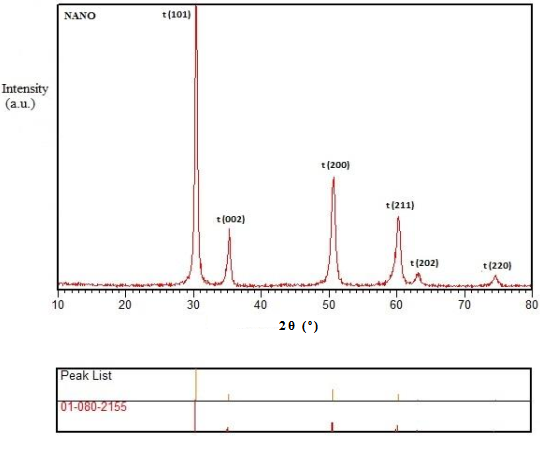 NANO
t (101)
Intensity
(a.u.)
t (200)
t (211)
t (002)
t (202)
t (220)
10 20 30 40 50 60 70 80
2θ (°)
Peak List
01-080-2155